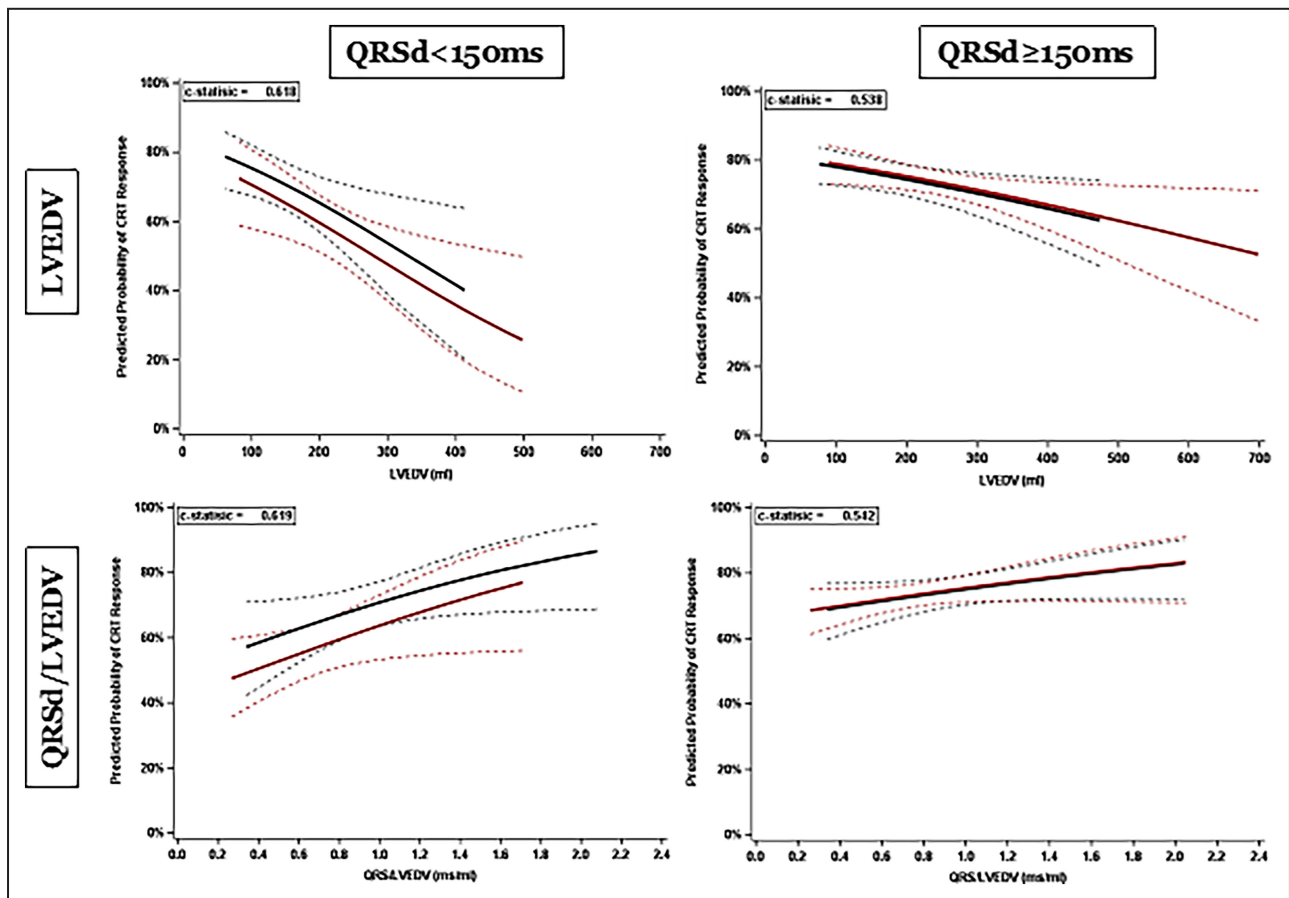 QRSd<150ms
QRSd≥150ms
LVEDV
QRSd/LVEDV
c-statisic = 0.618
Predicted Probability of CRT Response
100%
80%
60%
40%
20%
0%
0 100 200 300 400 500 600 700
LVEDV (ml)
c-statisic = 0.538
Predicted Probability of CRT Response
100%
80%
60%
40%
20%
0%
0 100 200 300 400 500 600 700
LVEDV (ml)
c-statisic = 0.619
Predicted Probability of CRT Response
100%
80%
60%
40%
20%
0%
0.0 0.2 0.4 0.6 0.8 1.0 1.2 1.4 1.6 1.8 2.0 2.2 2.4
QRS/LVEDV (ms/ml)
c-statisic = 0.542
Predicted Probability of CRT Response
100%
80%
60%
40%
20%
0%
0.0 0.2 0.4 0.6 0.8 1.0 1.2 1.4 1.6 1.8 2.0 2.2 2.4
QRS/LVEDV (ms/ml)